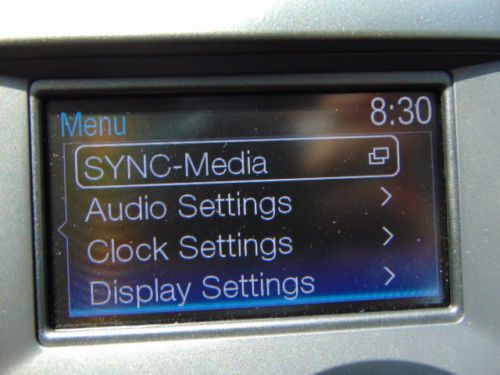 Menu 8:30
SYNC-Media
Audio Settings
Clock Settings
Display Settings